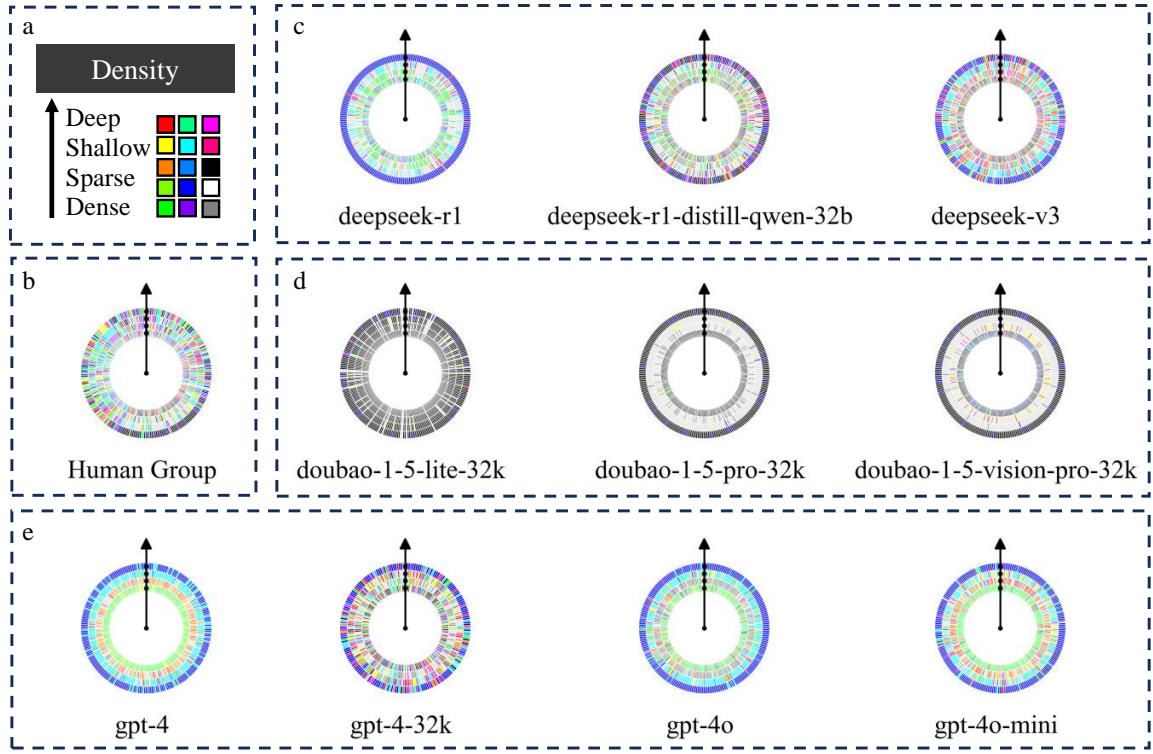 a
Density
Deep
Shallow
Sparse
Dense
b
Human Group
c
deepseek-r1
deepseek-r1-distill-qwen-32b
deepseek-v3
d
doubao-1-5-lite-32k
doubao-1-5-pro-32k
doubao-1-5-vision-pro-32k
e
gpt-4
gpt-4-32k
gpt-4o
gpt-4o-mini